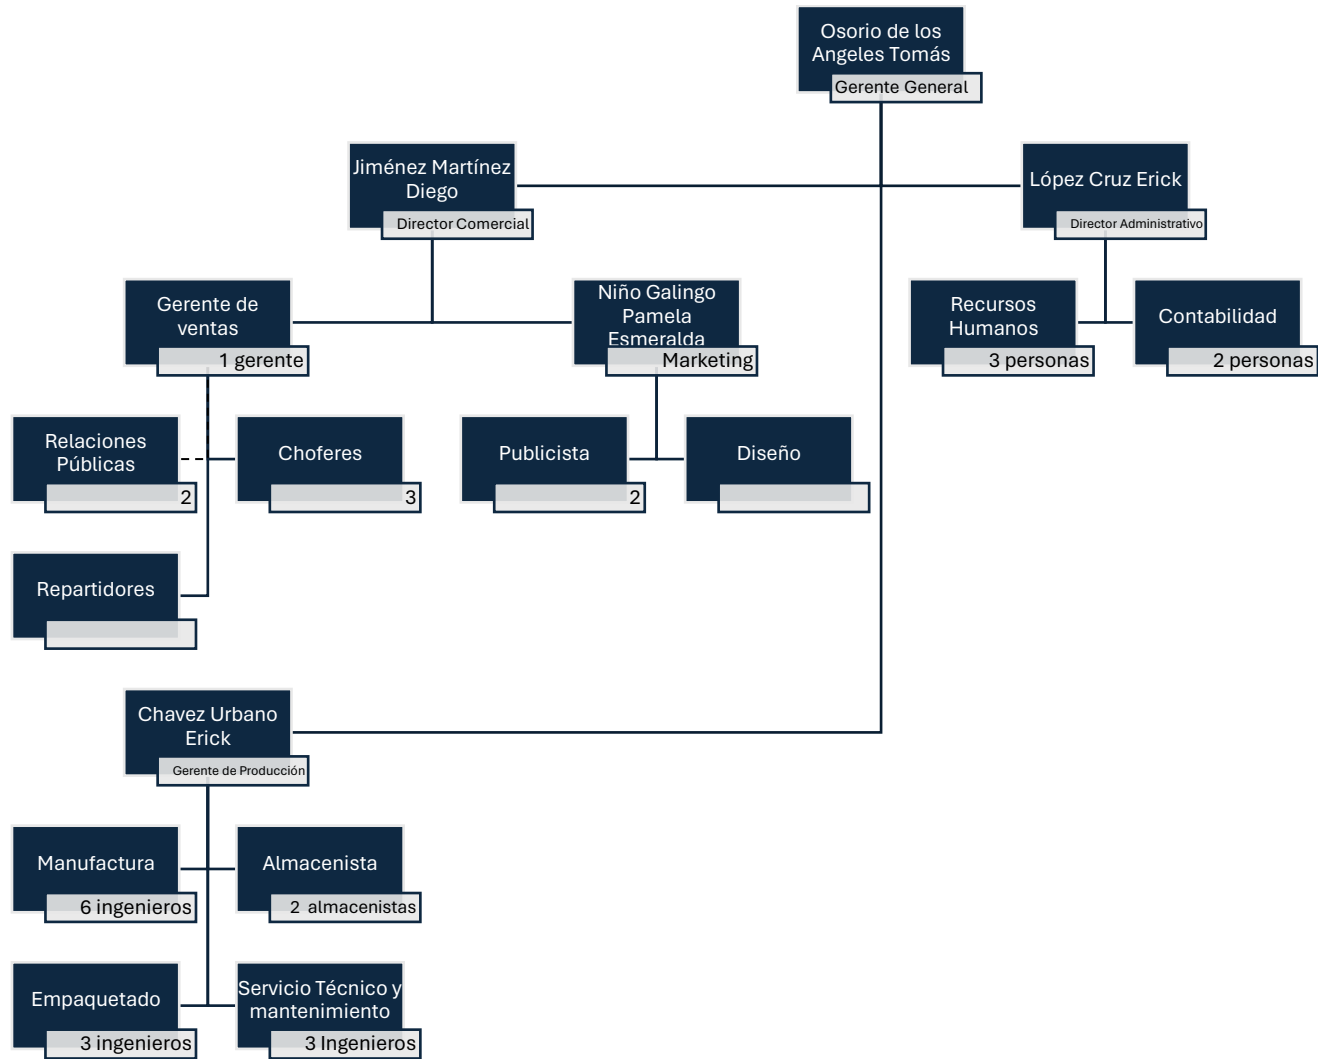 Osorio de los
Angeles Tomás
Gerente General
Jiménez Martínez
Diego
Director Comercial
López Cruz Erick
Director Administrativo
Gerente de
ventas
1 gerente
Niño Galingo
Pamela
Esmeralda
Marketing
Recursos
Humanos
3 personas
Contabilidad
2 personas
Relaciones
Públicas
2
Choferes
3
Publicista
2
Diseño
Repartidores
Chavez Urbano
Erick
Gerente de Producción
Manufactura
6 ingenieros
Almacenista
2 almacenistas
Empaquetado
3 ingenieros
Servicio Técnico y
mantenimiento
3 Ingenieros